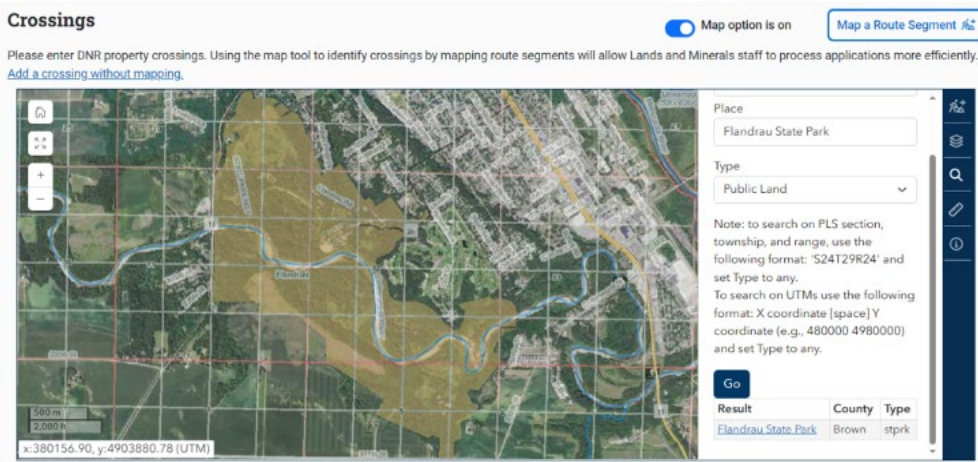 Crossings
Map option is on
Map a Route Segment
Please enter DNR property crossings. Using the map tool to identify crossings by mapping route segments will allow Lands and Minerals staff to process applications more efficiently.
Add a crossing without mapping.
Place
Flandrau State Park
Type
Public Land
Note: to search on PLS section,
township, and range, use the
following format: 'S24T29R24' and
set Type to any.
To search on UTMs use the following
format: X coordinate [space] Y
coordinate (e.g., 480000 4980000)
and set Type to any.
Go
Result County Type
Flandrau State Park Brown stprk
+
−
Flandrau
500 m
2,000 ft
x:380156.90, y:4903880.78 (UTM)